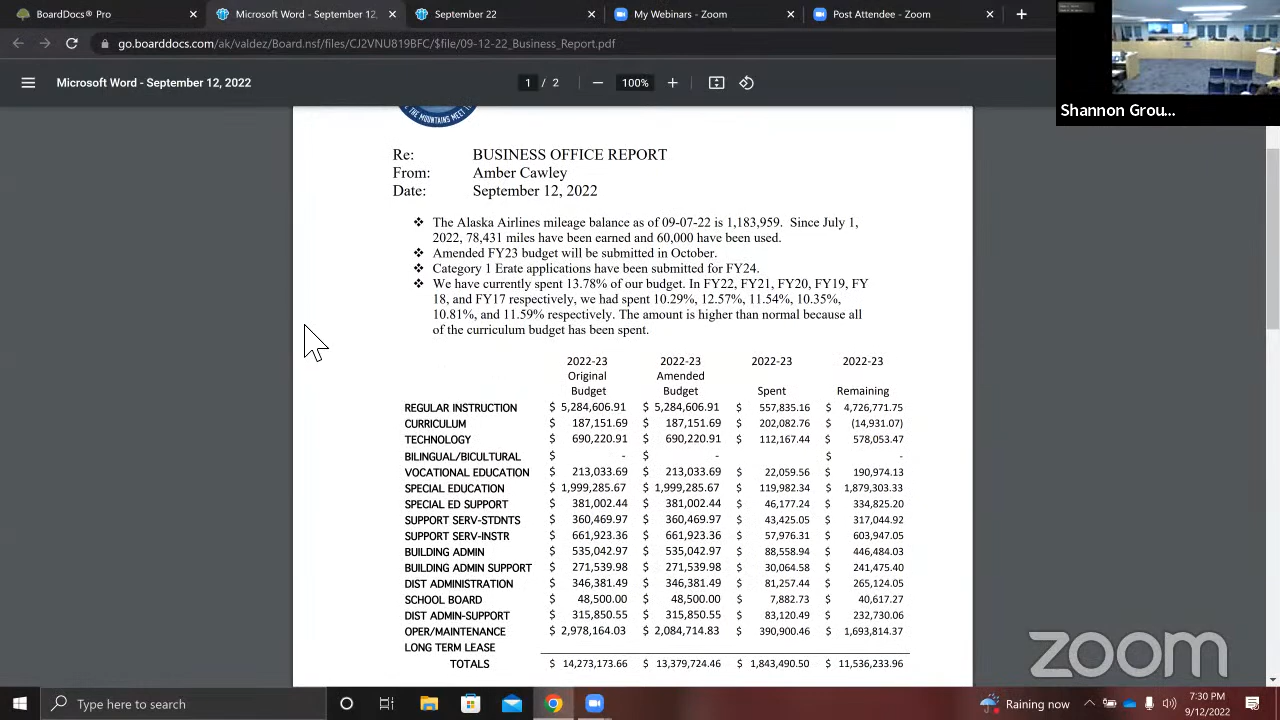 BoardDocs® Pro
Microsoft Word - September 12
September
Webinars - Zoom
Post Attendee - Zoom
Microsoft Word - September 12, 2022
1 / 2
100%
Shannon Grou...
THE MOUNTAINS MEET
Re: BUSINESS OFFICE REPORT
From: Amber Cawley
Date: September 12, 2022
❖ The Alaska Airlines mileage balance as of 09-07-22 is 1,183,959. Since July 1,
2022, 78,431 miles have been earned and 60,000 have been used.
❖ Amended FY23 budget will be submitted in October.
❖ Category 1 Erate applications have been submitted for FY24.
❖ We have currently spent 13.78% of our budget. In FY22, FY21, FY20, FY19, FY
18, and FY17 respectively, we had spent 10.29%, 12.57%, 11.54%, 10.35%,
10.81%, and 11.59% respectively. The amount is higher than normal because all
of the curriculum budget has been spent.
2022-23 2022-23 2022-23 2022-23
Original Amended
Budget Budget Spent Remaining
REGULAR INSTRUCTION $ 5,284,606.91 $ 5,284,606.91 $ 557,835.16 $ 4,726,771.75
CURRICULUM $ 187,151.69 $ 187,151.69 $ 202,082.76 $ (14,931.07)
TECHNOLOGY $ 690,220.91 $ 690,220.91 $ 112,167.44 $ 578,053.47
BILINGUAL/BICULTURAL $ - $ - $ -
VOCATIONAL EDUCATION $ 213,033.69 $ 213,033.69 $ 22,059.56 $ 190,974.13
SPECIAL EDUCATION $ 1,999,285.67 $ 1,999,285.67 $ 119,982.34 $ 1,879,303.33
SPECIAL ED SUPPORT $ 381,002.44 $ 381,002.44 $ 46,177.24 $ 334,825.20
SUPPORT SERV-STDNTS $ 360,469.97 $ 360,469.97 $ 43,425.05 $ 317,044.92
SUPPORT SERV-INSTR $ 661,923.36 $ 661,923.36 $ 57,976.31 $ 603,947.05
BUILDING ADMIN $ 535,042.97 $ 535,042.97 $ 88,558.94 $ 446,484.03
BUILDING ADMIN SUPPORT $ 271,539.98 $ 271,539.98 $ 30,064.58 $ 241,475.40
DIST ADMINISTRATION $ 346,381.49 $ 346,381.49 $ 81,257.44 $ 265,124.05
SCHOOL BOARD $ 48,500.00 $ 48,500.00 $ 7,882.73 $ 40,617.27
DIST ADMIN-SUPPORT $ 315,850.55 $ 315,850.55 $ 83,120.49 $ 232,730.06
OPER/MAINTENANCE $ 2,978,164.03 $ 2,084,714.83 $ 390,900.46 $ 1,693,814.37
LONG TERM LEASE
TOTALS $ 14,273,173.66 $ 13,379,724.46 $ 1,843,490.50 $ 11,536,233.96
zoom
Type here to search
Raining now
7:30 PM
9/12/2022